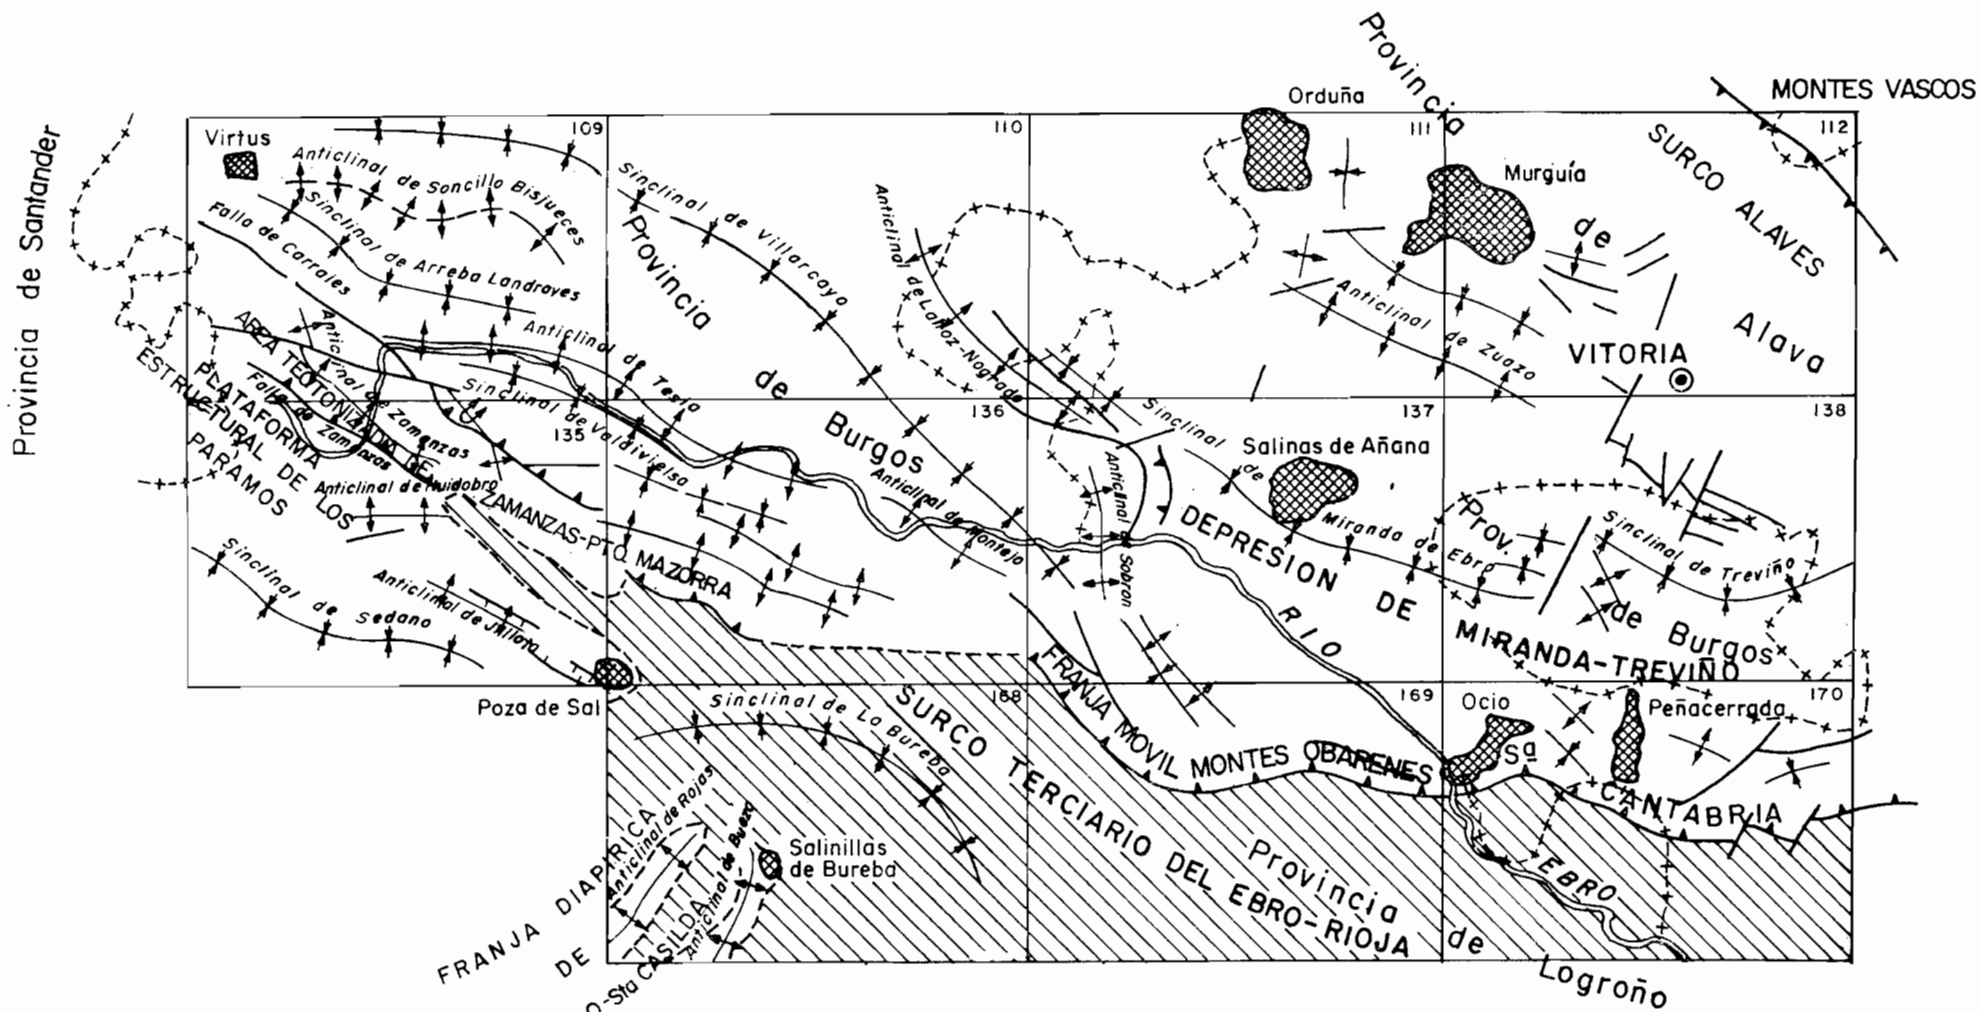 Provincia de Santander
Provincia
de
Alava
MONTES VASCOS
Orduña
109
110
111
112
Virtus
Murguía
SURCO ALAVES
Anticlinal de Soncillo Bisjueces
Sinclinal de Villarcayo
Sinclinal de Arreba Landraves
Falla de Carrales
Provincia
de
Burgos
Anticlinal de Lahoz-Nograde
Anticlinal de Zuazo
VITORIA
Anticlinal de Tesla
Sinclinal de Valdivielso
AREA TECTONIZADA DE
ZAMANZAS-PTO MAZORRA
Anticlinal de Zamanzas
Falla de Zamanzas
PLATAFORMA
ESTRUCTURAL DE LOS
PARAMOS
135
136
137
138
Sinclinal de Miranda de Ebro
Salinas de Añana
Anticlinal de Huidobro
Anticlinal de Montejo
Anticlinal Sobron
DEPRESION DE MIRANDA-TREVIÑO
Prov.
de Burgos
Sinclinal de Treviño
Sinclinal de Sedano
RIO
EBRO
Poza de Sal
168
169
170
Ocio
Peñacerrada
Sinclinal de La Bureba
SURCO TERCIARIO DEL EBRO-RIOJA
FRANJA MOVIL MONTES OBARENES
Sª CANTABRIA
Anticlinal de Rojas
Anticlinal de Buezo
Salinillas
de Bureba
Provincia
de
Logroño
FRANJA DIAPIRICA
DE
O-Sta CASILDA